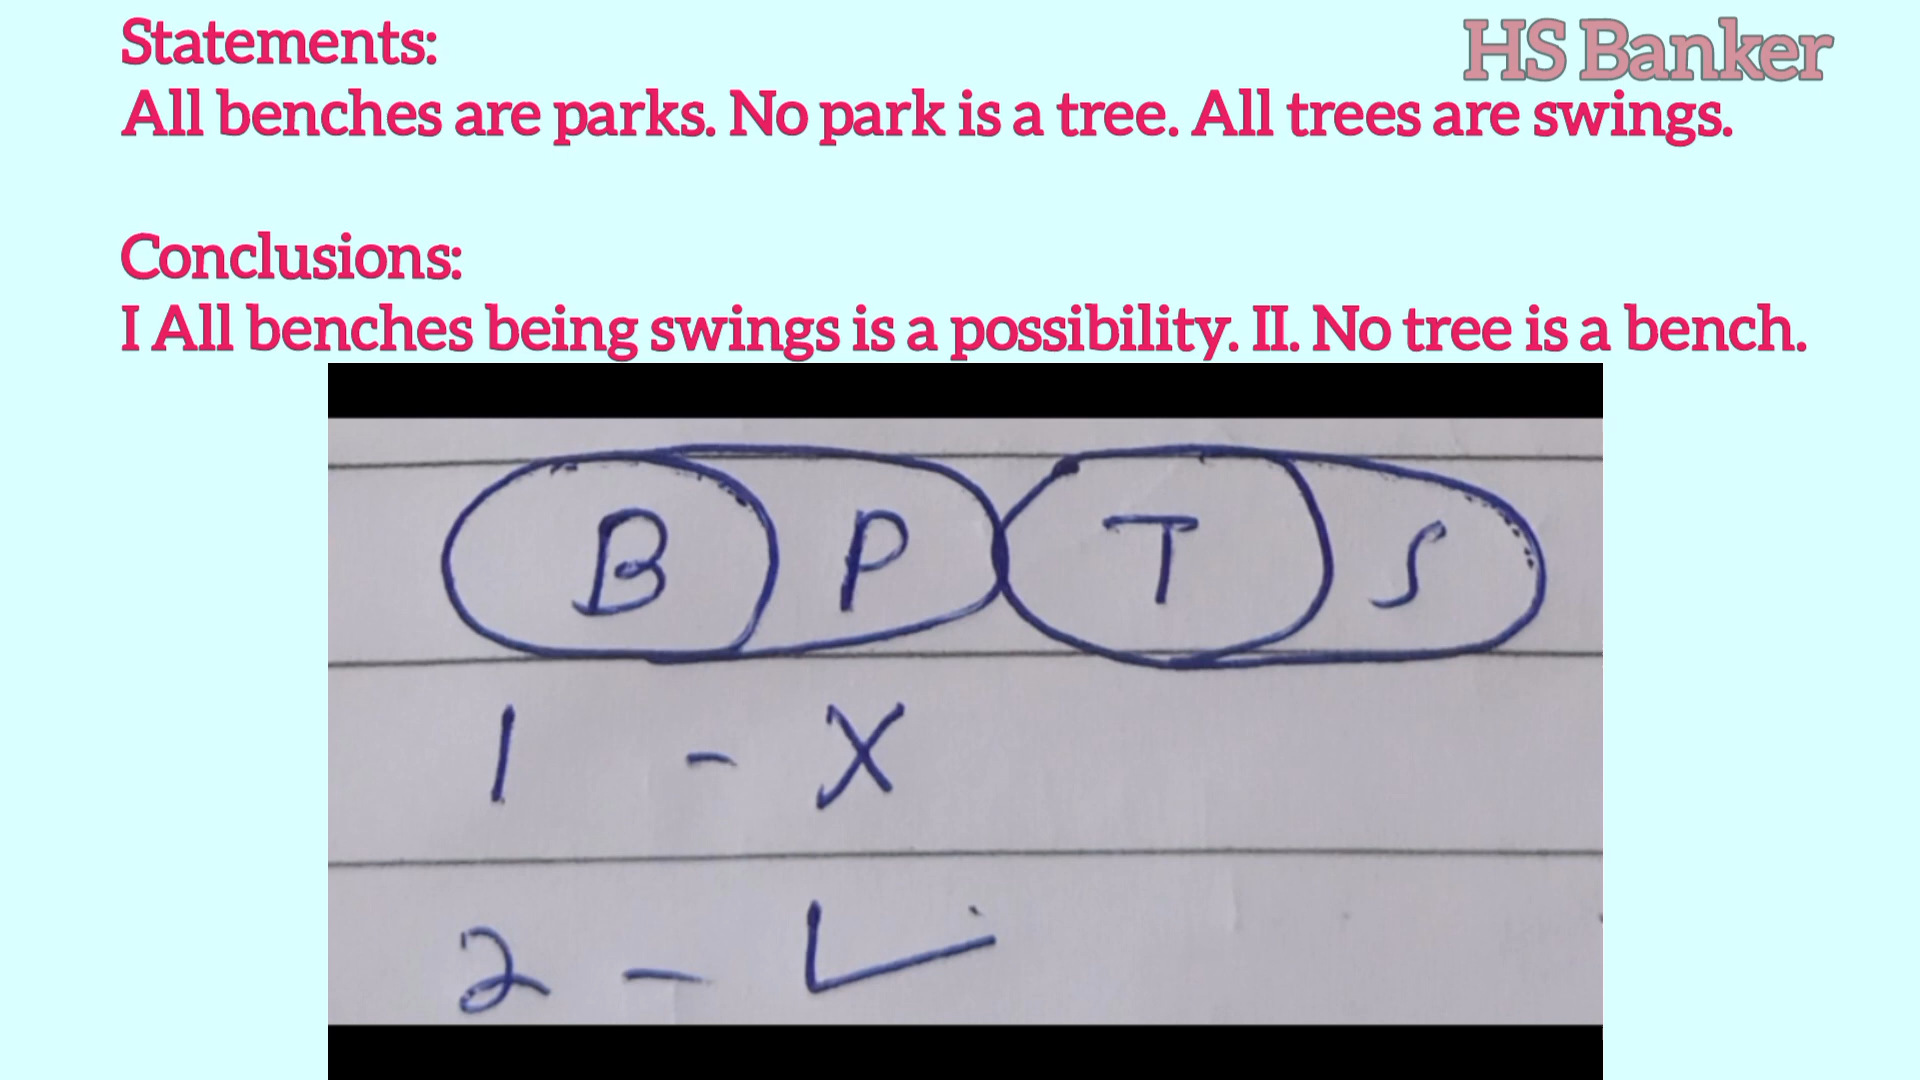 Statements:
HS Banker
All benches are parks. No park is a tree. All trees are swings.
Conclusions:
I All benches being swings is a possibility. II. No tree is a bench.
B P T S
1 - X
2 - ✓